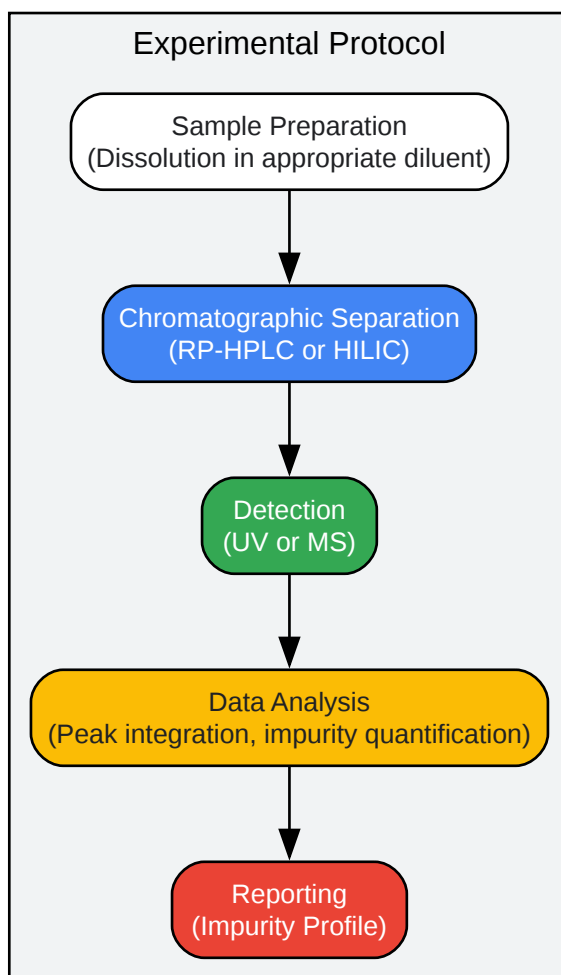 Experimental Protocol
Sample Preparation
(Dissolution in appropriate diluent)
Chromatographic Separation
(RP-HPLC or HILIC)
Detection
(UV or MS)
Data Analysis
(Peak integration, impurity quantification)
Reporting
(Impurity Profile)